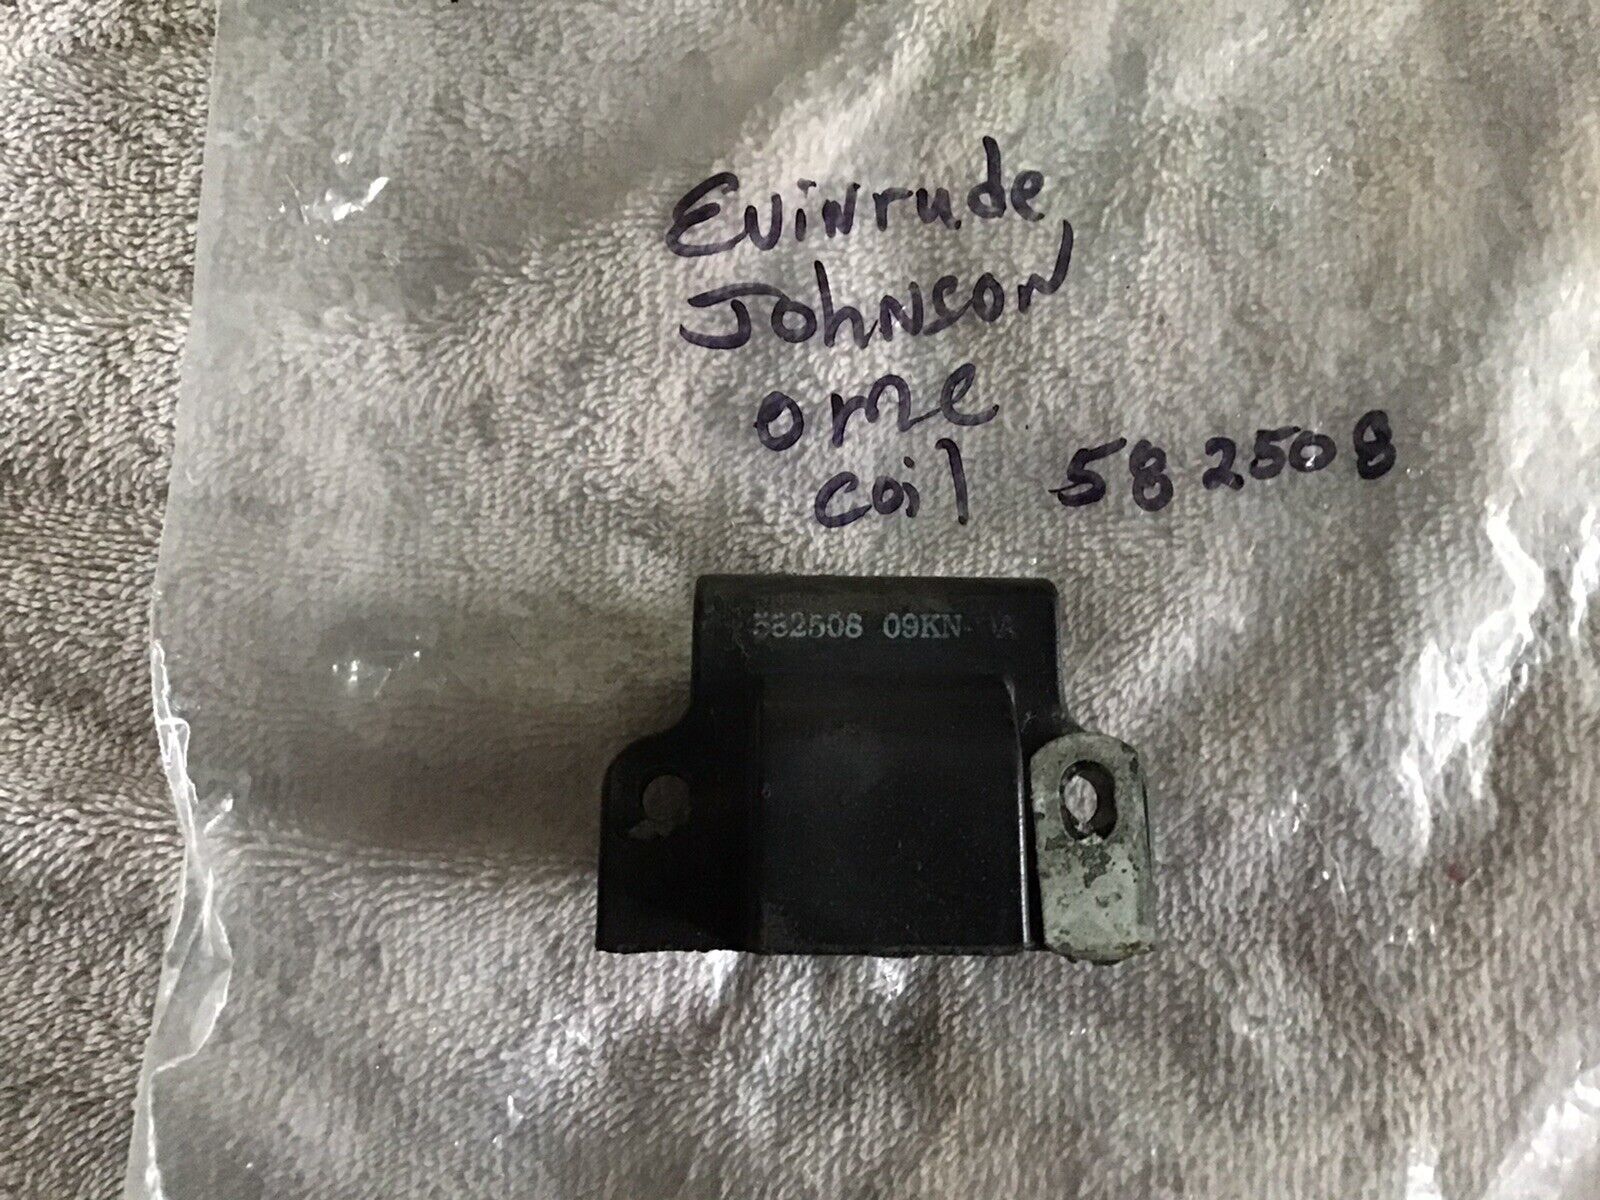 Evinrude
Johnson
omc
coil 582508
582508 09KN